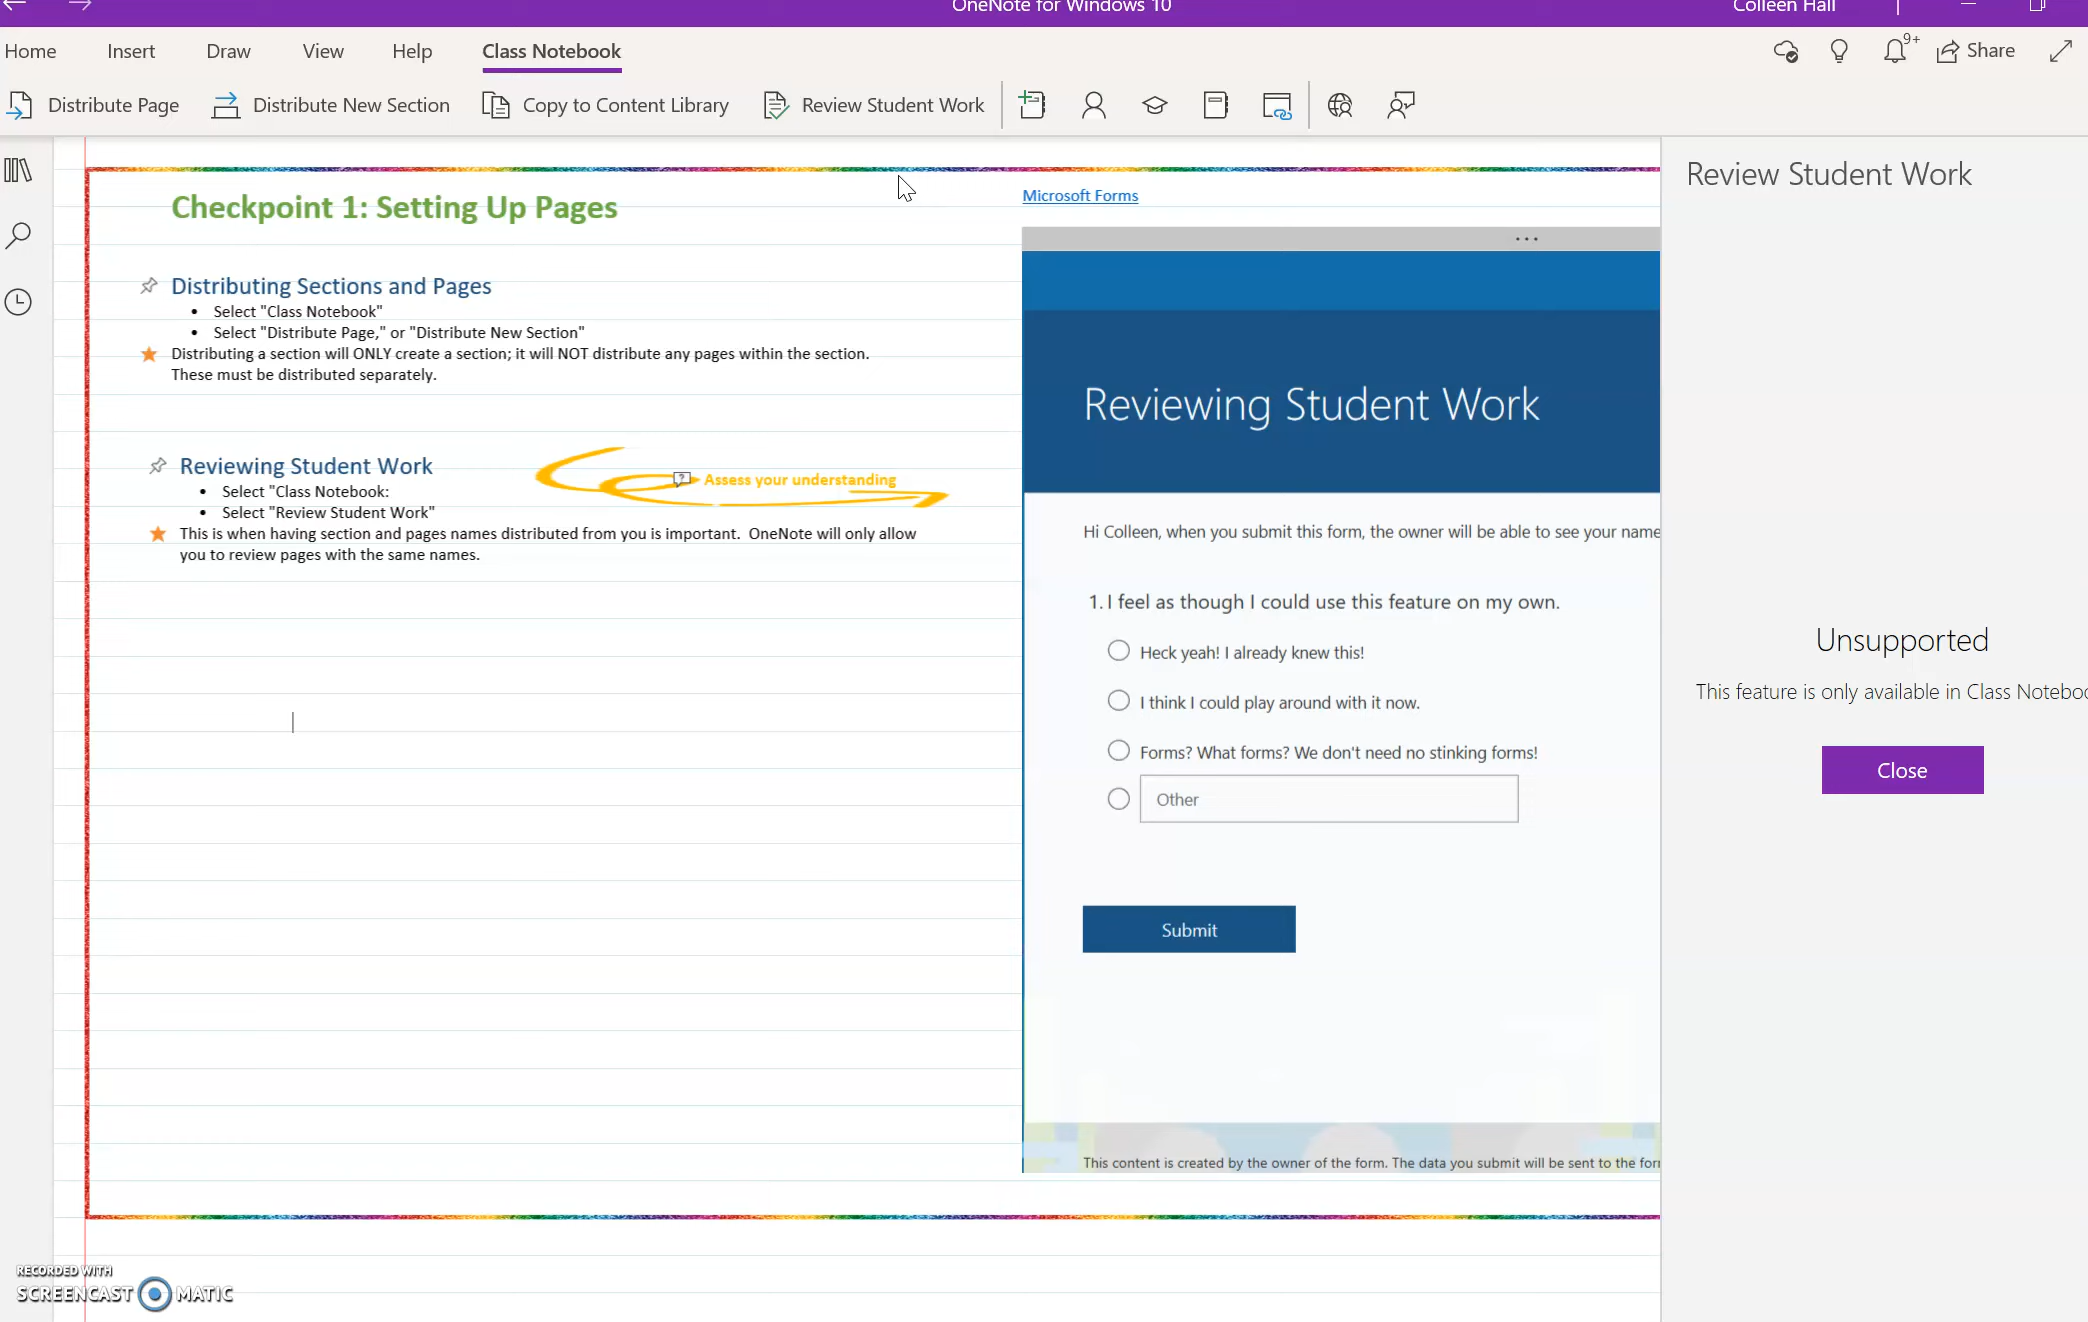 OneNote for Windows 10
Colleen Hall
Home Insert Draw View Help Class Notebook
9+
Share
Distribute Page Distribute New Section Copy to Content Library Review Student Work
Checkpoint 1: Setting Up Pages
Distributing Sections and Pages
• Select "Class Notebook"
• Select "Distribute Page," or "Distribute New Section"
Distributing a section will ONLY create a section; it will NOT distribute any pages within the section.
These must be distributed separately.
Reviewing Student Work
Assess your understanding
• Select "Class Notebook:
• Select "Review Student Work"
This is when having section and pages names distributed from you is important. OneNote will only allow
you to review pages with the same names.
Microsoft Forms
Reviewing Student Work
Hi Colleen, when you submit this form, the owner will be able to see your name
1. I feel as though I could use this feature on my own.
Heck yeah! I already knew this!
I think I could play around with it now.
Forms? What forms? We don't need no stinking forms!
Other
Submit
This content is created by the owner of the form. The data you submit will be sent to the
Review Student Work
Unsupported
This feature is only available in Class
Close
RECORDED WITH
SCREENCAST MATIC